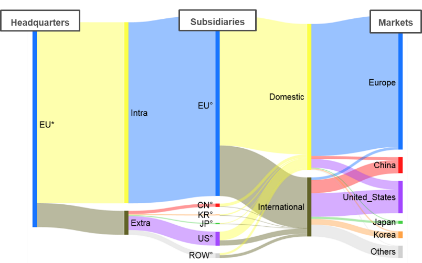 Headquarters
Subsidiaries
Markets
EU*
Intra
Extra
EU°
CN°
KR°
JP°
US°
ROW°
Domestic
International
Europe
China
United_States
Japan
Korea
Others